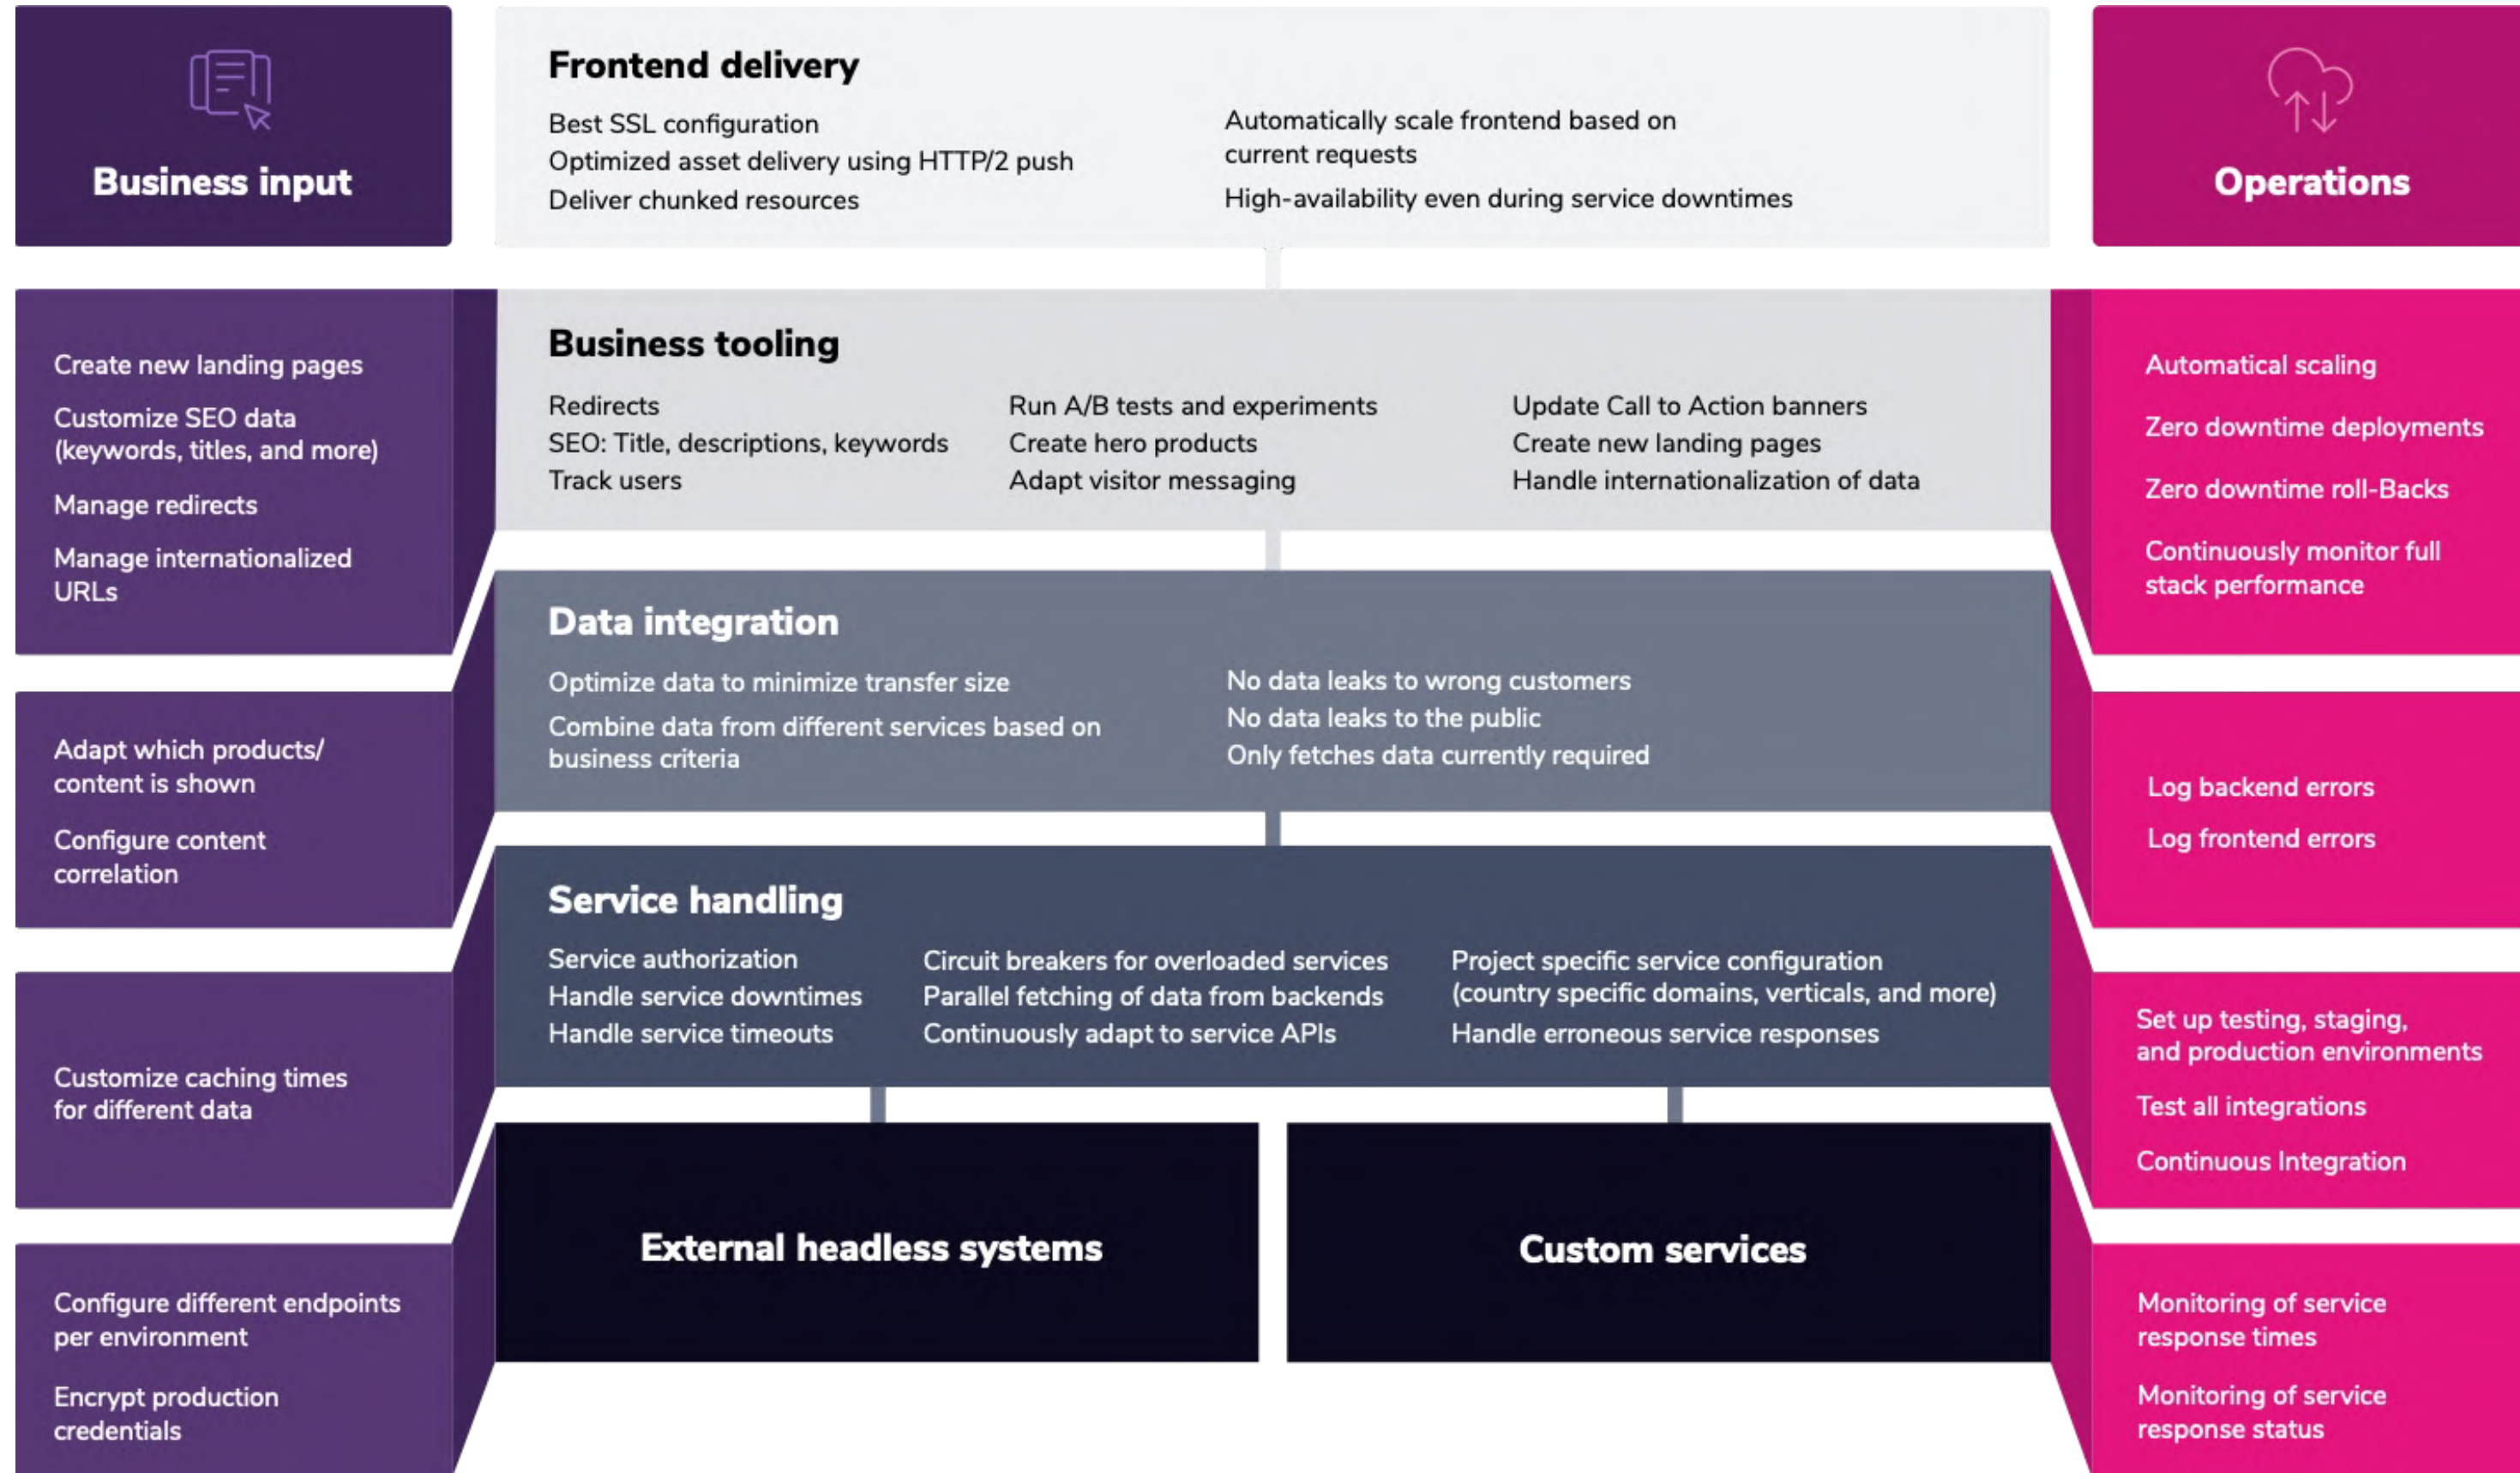 Business input
Frontend delivery
Best SSL configuration
Optimized asset delivery using HTTP/2 push
Deliver chunked resources
Automatically scale frontend based on
current requests
High-availability even during service downtimes
Operations
Create new landing pages
Customize SEO data
(keywords, titles, and more)
Manage redirects
Manage internationalized
URLs
Business tooling
Redirects
SEO: Title, descriptions, keywords
Track users
Run A/B tests and experiments
Create hero products
Adapt visitor messaging
Update Call to Action banners
Create new landing pages
Handle internationalization of data
Automatical scaling
Zero downtime deployments
Zero downtime roll-Backs
Continuously monitor full
stack performance
Adapt which products/
content is shown
Configure content
correlation
Data integration
Optimize data to minimize transfer size
Combine data from different services based on
business criteria
No data leaks to wrong customers
No data leaks to the public
Only fetches data currently required
Log backend errors
Log frontend errors
Customize caching times
for different data
Service handling
Service authorization
Handle service downtimes
Handle service timeouts
Circuit breakers for overloaded services
Parallel fetching of data from backends
Continuously adapt to service APIs
Project specific service configuration
(country specific domains, verticals, and more)
Handle erroneous service responses
Set up testing, staging,
and production environments
Test all integrations
Continuous Integration
Configure different endpoints
per environment
Encrypt production
credentials
External headless systems
Custom services
Monitoring of service
response times
Monitoring of service
response status